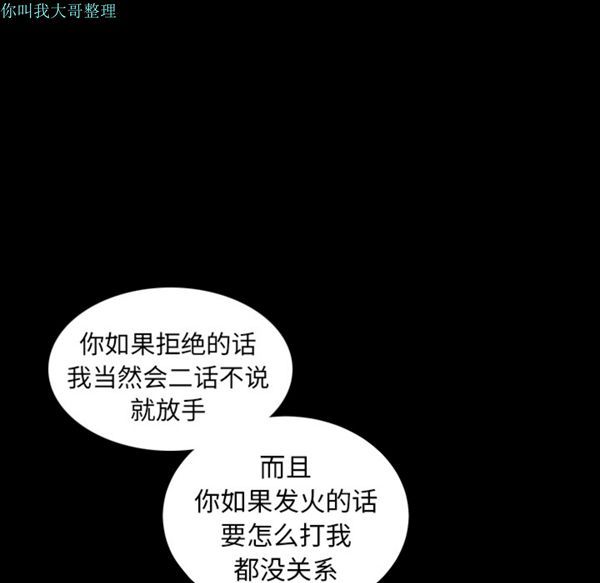 你叫我大哥整理
你如果拒绝的话
我当然会二话不说
就放手
而且
你如果发火的话
要怎么打我
都没关系